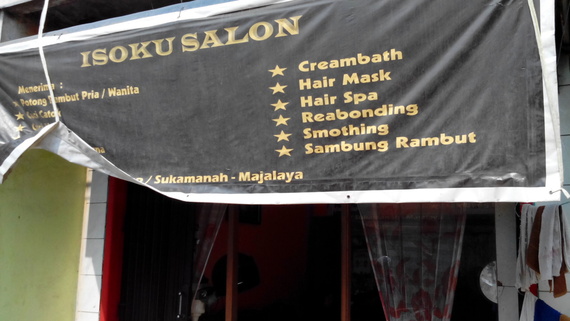 ISOKU SALON
Menerima :
Potong Rambut Pria / Wanita
Creambath
Hair Mask
Hair Spa
Reabonding
Smothing
Sambung Rambut
/ Sukamanah - Majalaya